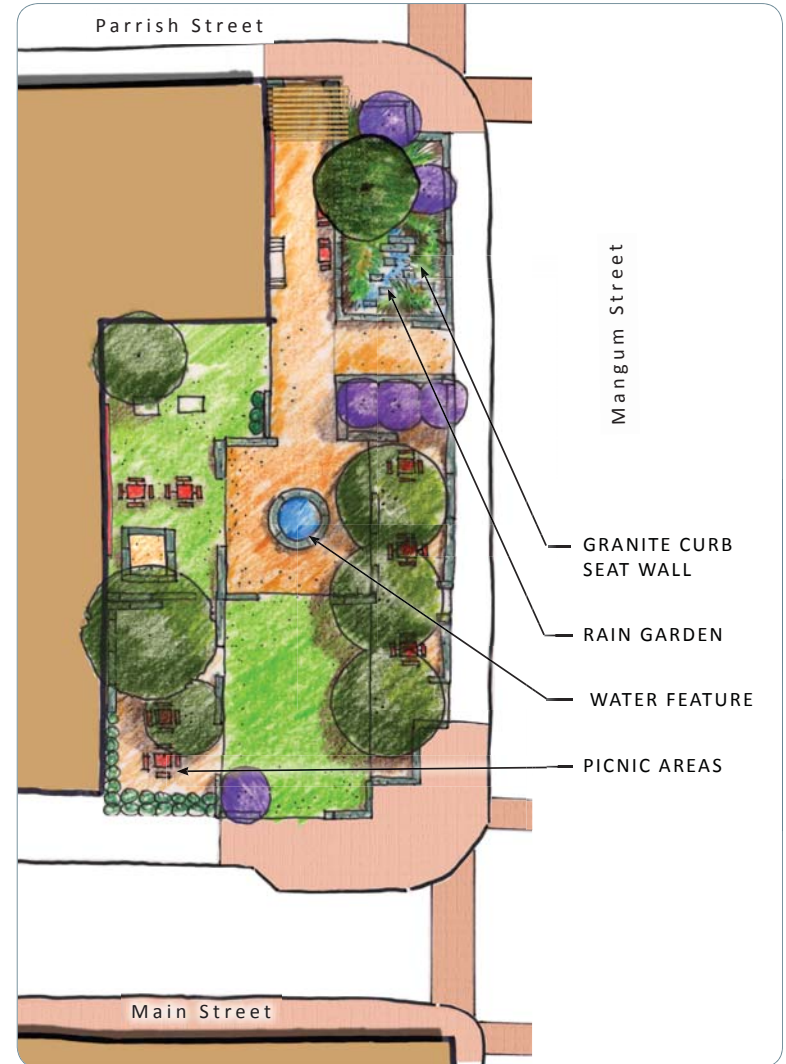 Parrish Street
Mangum Street
GRANITE CURB
SEAT WALL
RAIN GARDEN
WATER FEATURE
PICNIC AREAS
Main Street